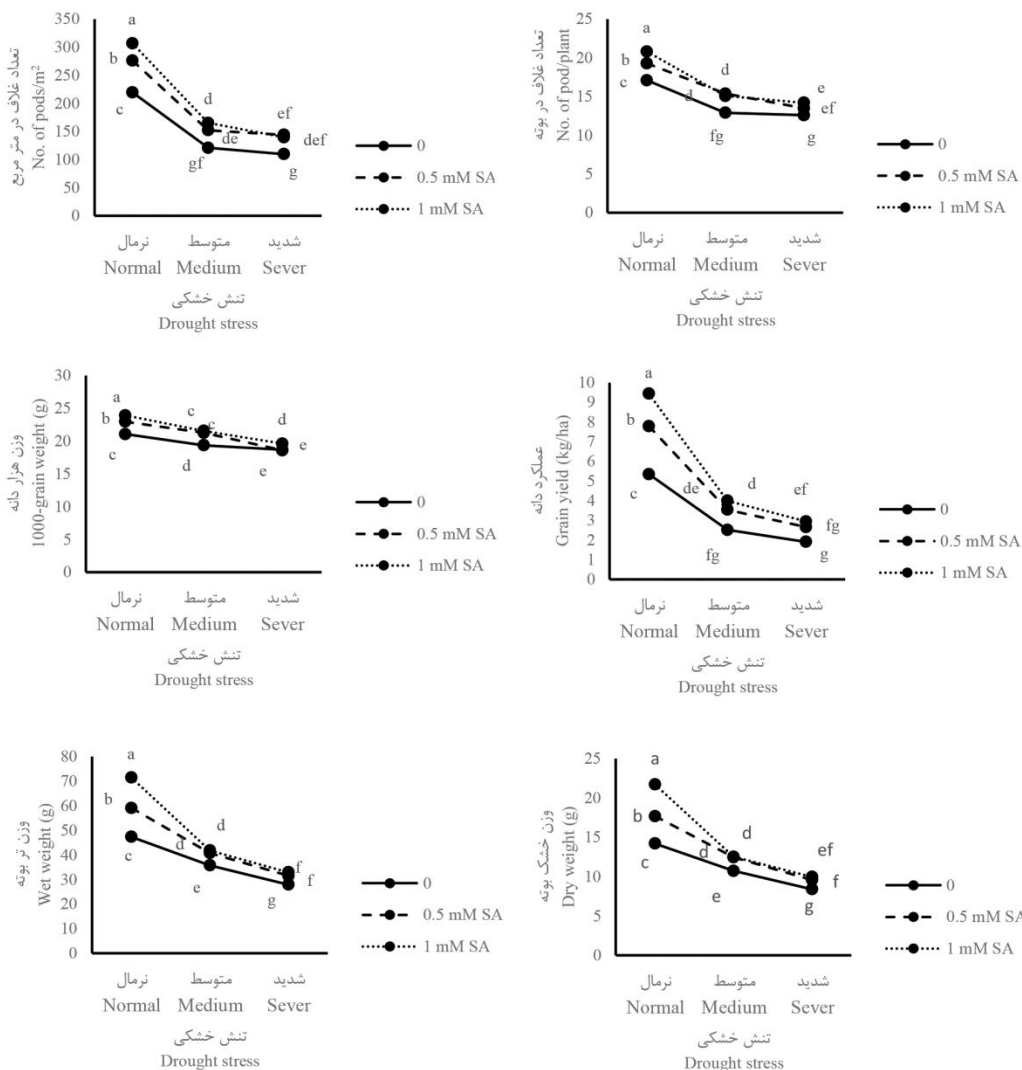 تعداد غلاف در متر مربع
No. of pods/m²
350
300
250
200
150
100
50
0
a
b
c
d
de
gf
ef
def
g
نرمال متوسط شدید
Normal Medium Sever
تنش خشکی
Drought stress
0
0.5 mM SA
1 mM SA
تعداد غلاف در بوته
No. of pod/plant
25
20
15
10
5
0
a
b
c
d
d
fg
e
ef
g
نرمال متوسط شدید
Normal Medium Sever
تنش خشکی
Drought stress
0
0.5 mM SA
1 mM SA
وزن هزار دانه
1000-grain weight (g)
30
25
20
15
10
5
0
a
b
c
c
c
d
d
e
e
نرمال متوسط شدید
Normal Medium Sever
تنش خشکی
Drought stress
0
0.5 mM SA
1 mM SA
عملکرد دانه
Grain yield (kg/ha)
10
9
8
7
6
5
4
3
2
1
0
a
b
c
d
de
fg
ef
fg
g
نرمال متوسط شدید
Normal Medium Sever
تنش خشکی
Drought stress
0
0.5 mM SA
1 mM SA
وزن تر بوته
Wet weight (g)
80
70
60
50
40
30
20
10
0
a
b
c
d
d
e
f
f
g
نرمال متوسط شدید
Normal Medium Sever
تنش خشکی
Drought stress
0
0.5 mM SA
1 mM SA
وزن خشک بوته
Dry weight (g)
25
20
15
10
5
0
a
b
c
d
d
e
ef
f
g
نرمال متوسط شدید
Normal Medium Sever
تنش خشکی
Drought stress
0
0.5 mM SA
1 mM SA